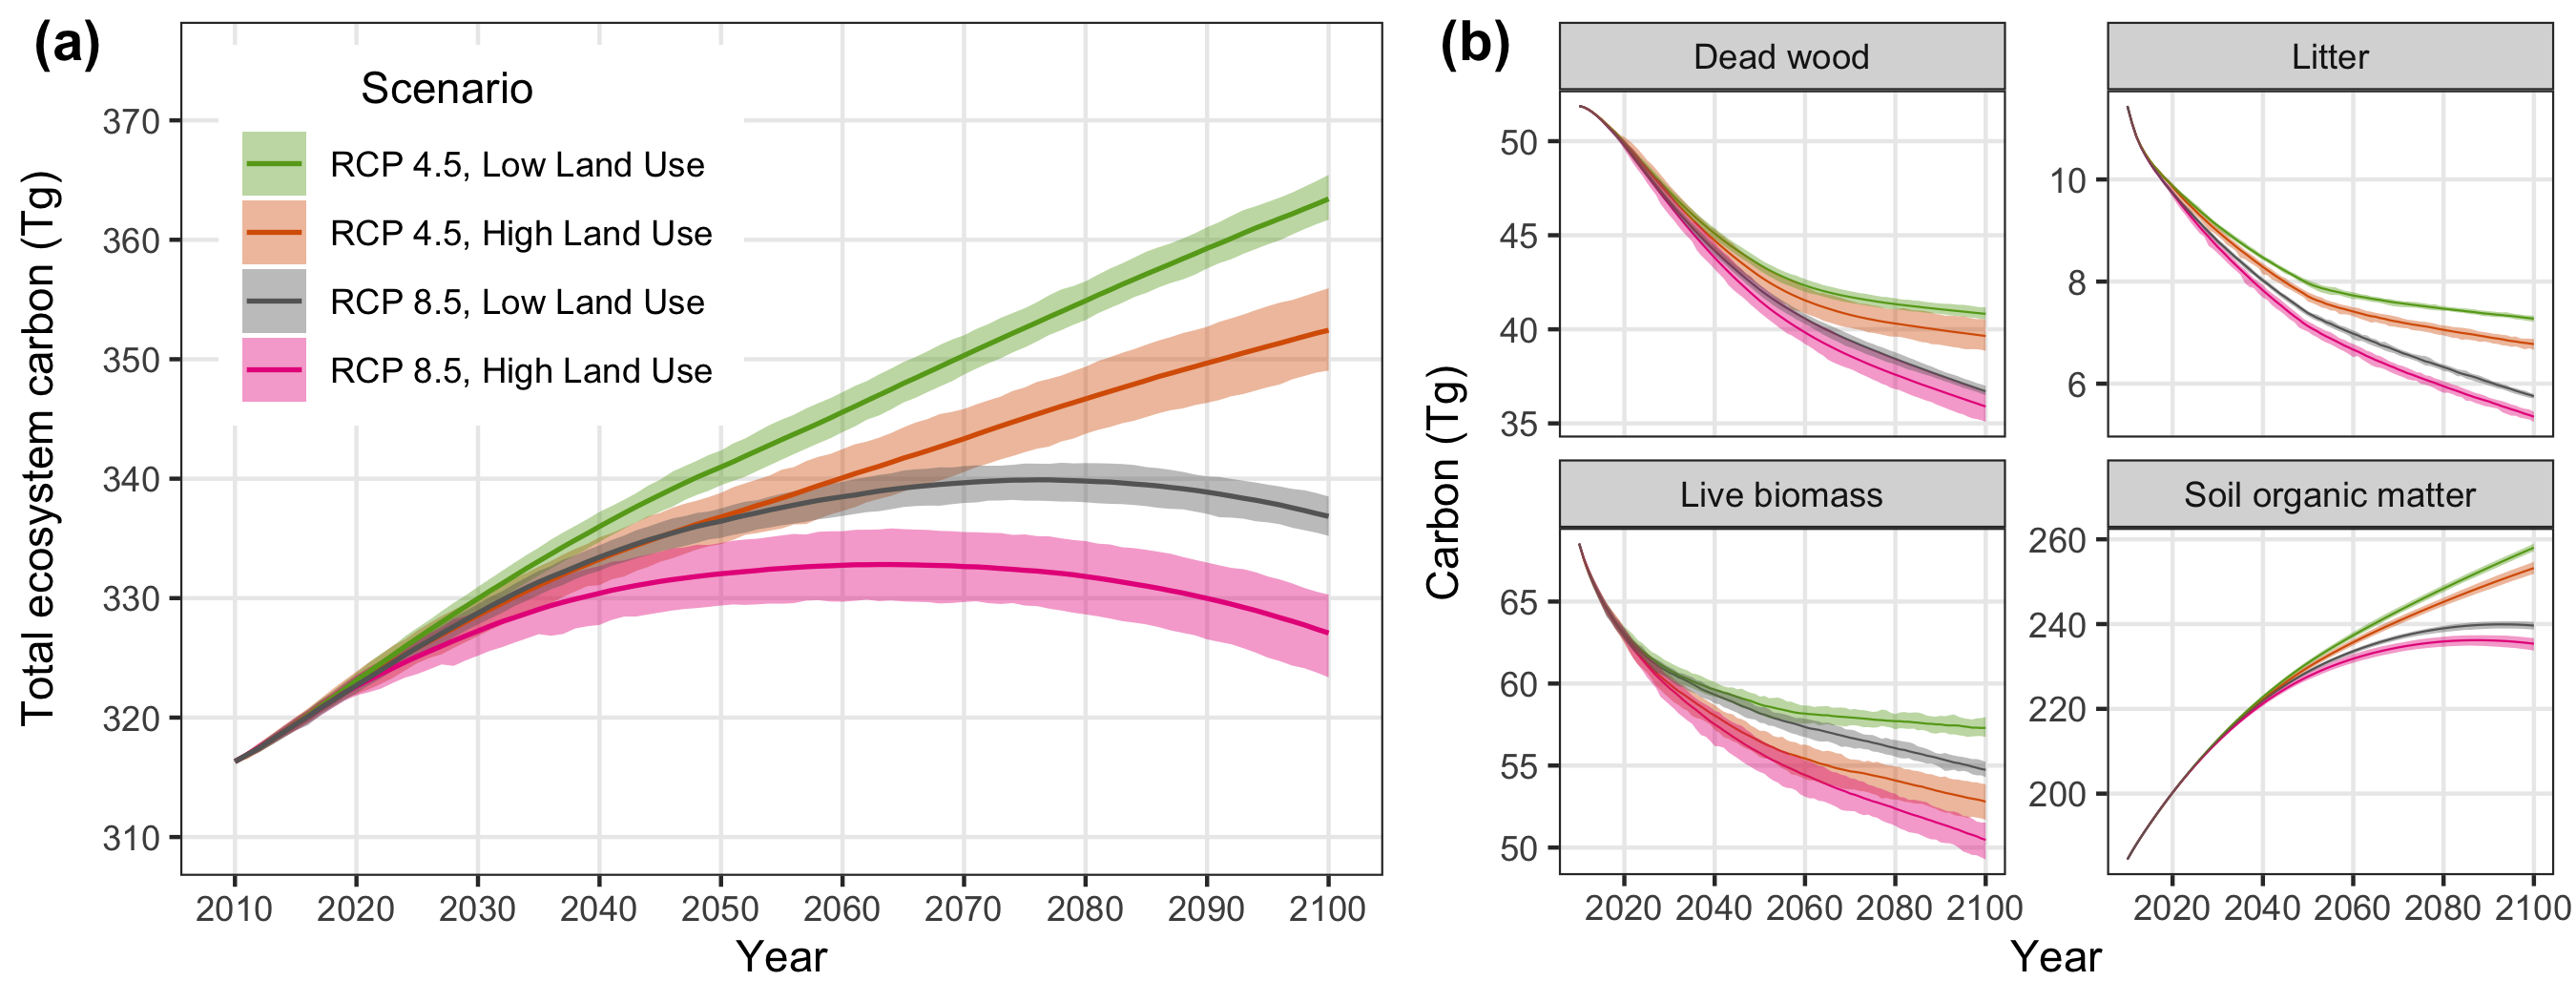 (a)
Scenario
RCP 4.5, Low Land Use
RCP 4.5, High Land Use
RCP 8.5, Low Land Use
RCP 8.5, High Land Use
Total ecosystem carbon (Tg)
370
360
350
340
330
320
310
2010 2020 2030 2040 2050 2060 2070 2080 2090 2100
Year
(b)
Carbon (Tg)
Dead wood
50
45
40
35
Litter
10
8
6
Live biomass
65
60
55
50
2020 2040 2060 2080 2100
Soil organic matter
260
240
220
200
2020 2040 2060 2080 2100
Year